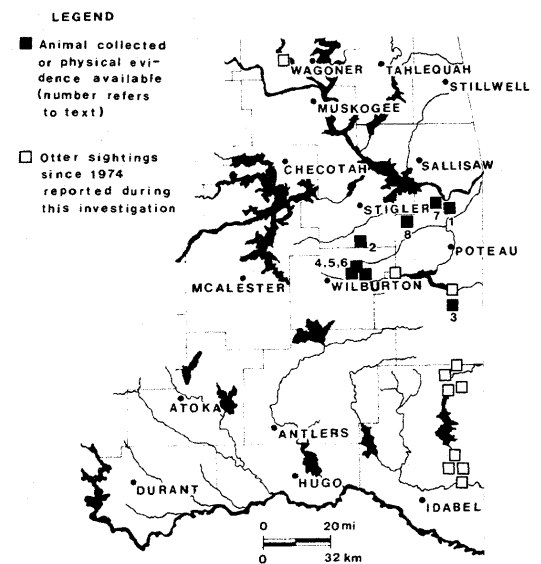 LEGEND
Animal collected
or physical evi-
dence available
(number refers
to text)
Otter sightings
since 1974
reported during
this investigation
WAGONER
TAHLEQUAH
STILLWELL
MUSKOGEE
CHECOTAH
SALLISAW
STIGLER
7
1
8
2
POTEAU
4,5,6
MCALESTER
WILBURTON
3
ATOKA
ANTLERS
DURANT
HUGO
IDABEL
0 20 mi
0 32 km